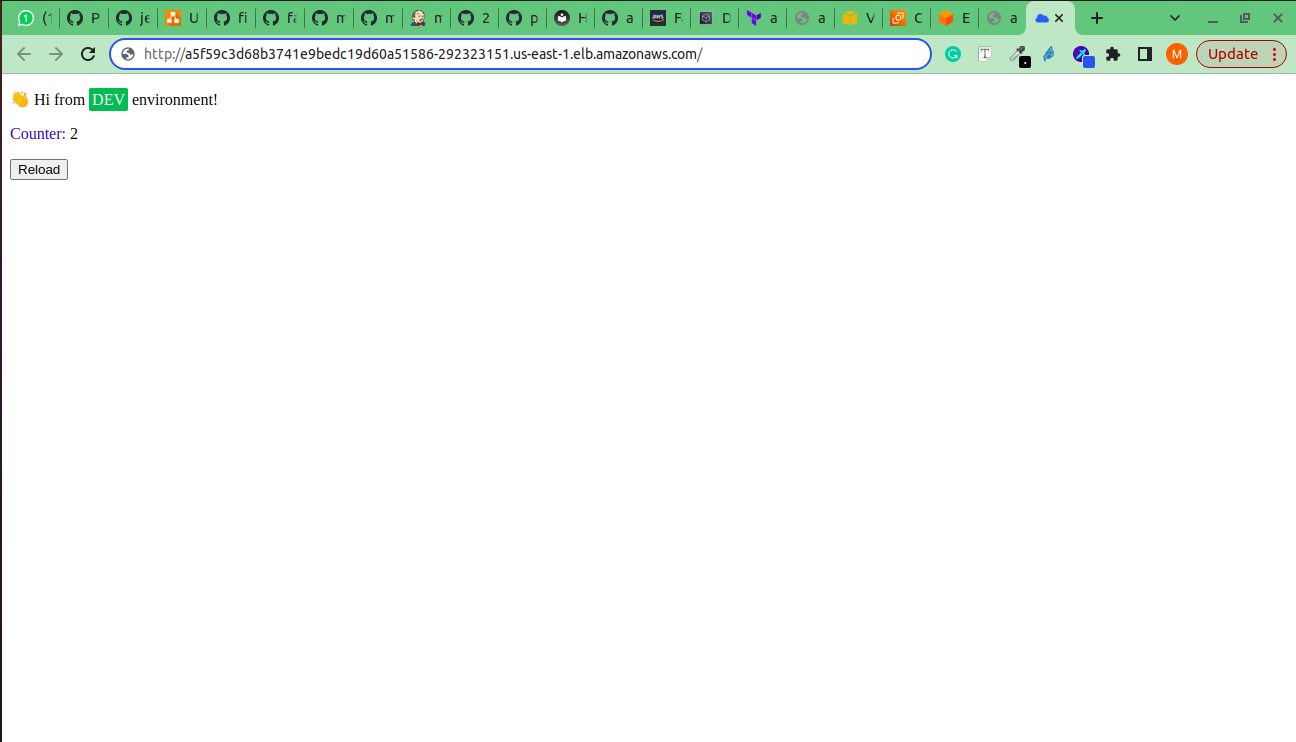 1 (1 P je U fi fa m m m 2 p H a F D a a V C E a
http://a5f59c3d68b3741e9bedc19d60a51586-292323151.us-east-1.elb.amazonaws.com/ T M Update
👋 Hi from DEV environment!
Counter: 2
Reload